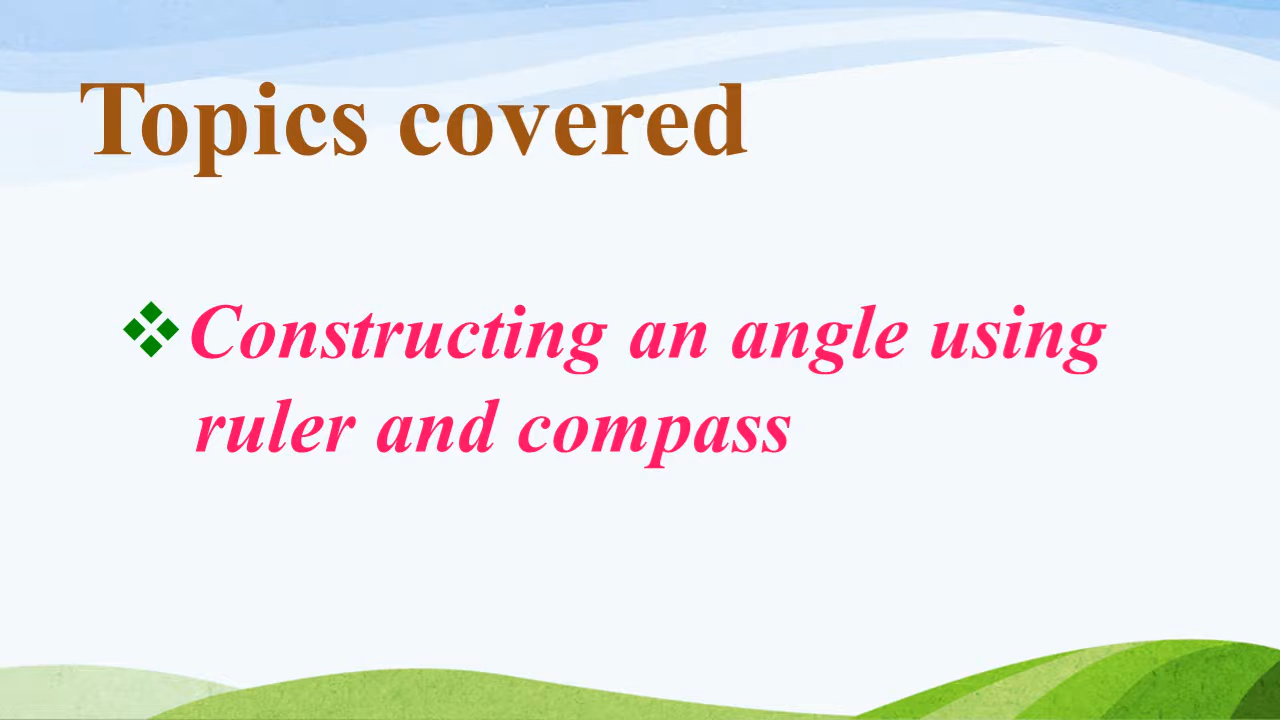 Topics covered
❖Constructing an angle using
ruler and compass